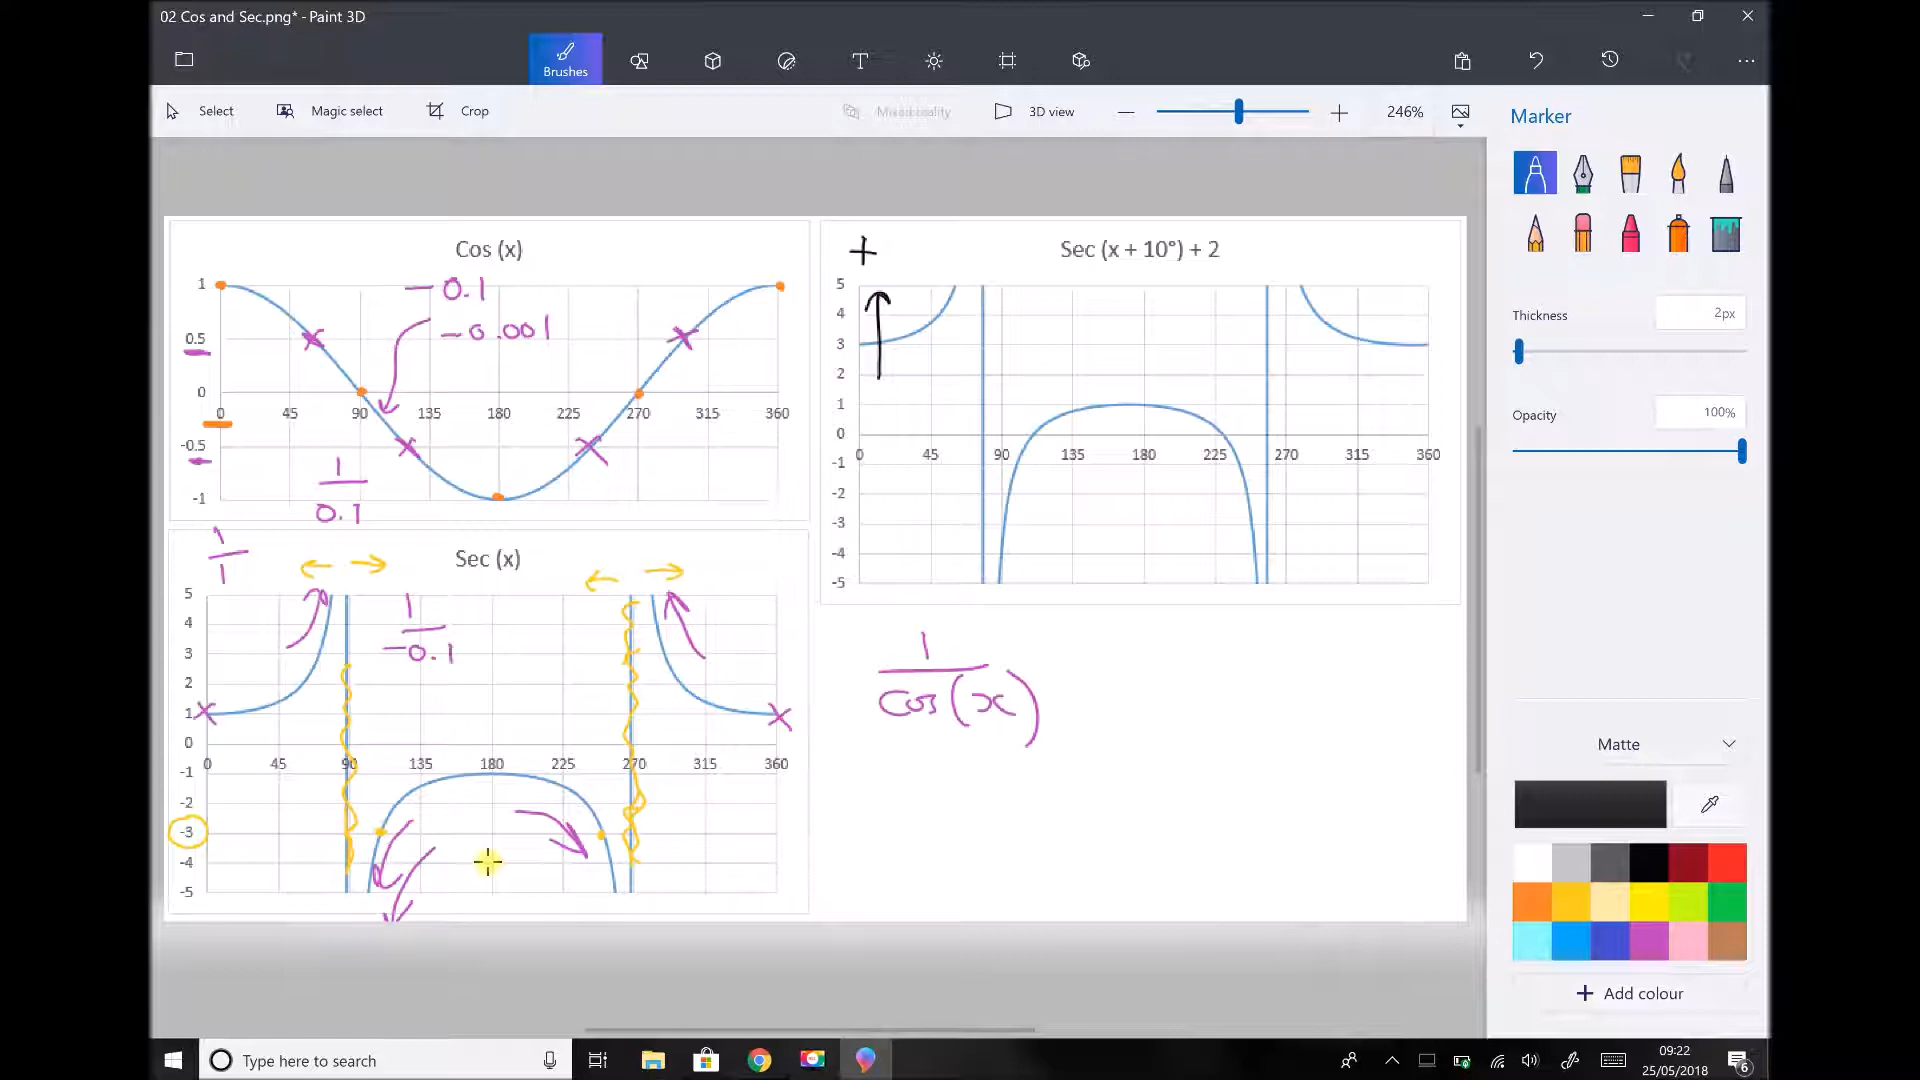 02 Cos and Sec.png* - Paint 3D
Brushes
Select
Magic select
Crop
Mixed reality
3D view
246%
Marker
Thickness
2px
Opacity
100%
Matte
Add colour
Cos (x)
1
0.5
0
-0.5
-1
0 45 90 135 180 225 270 315 360
-0.1
-0.001
1
0.1
Sec (x + 10°) + 2
+
5
4
3
2
1
0
-1
-2
-3
-4
-5
0 45 90 135 180 225 270 315 360
1
1
Sec (x)
5
4
3
2
1
0
-1
-2
-3
-4
-5
0 45 90 135 180 225 270 315 360
1
-0.1
1
cos(x)
Type here to search
09:22
25/05/2018
6